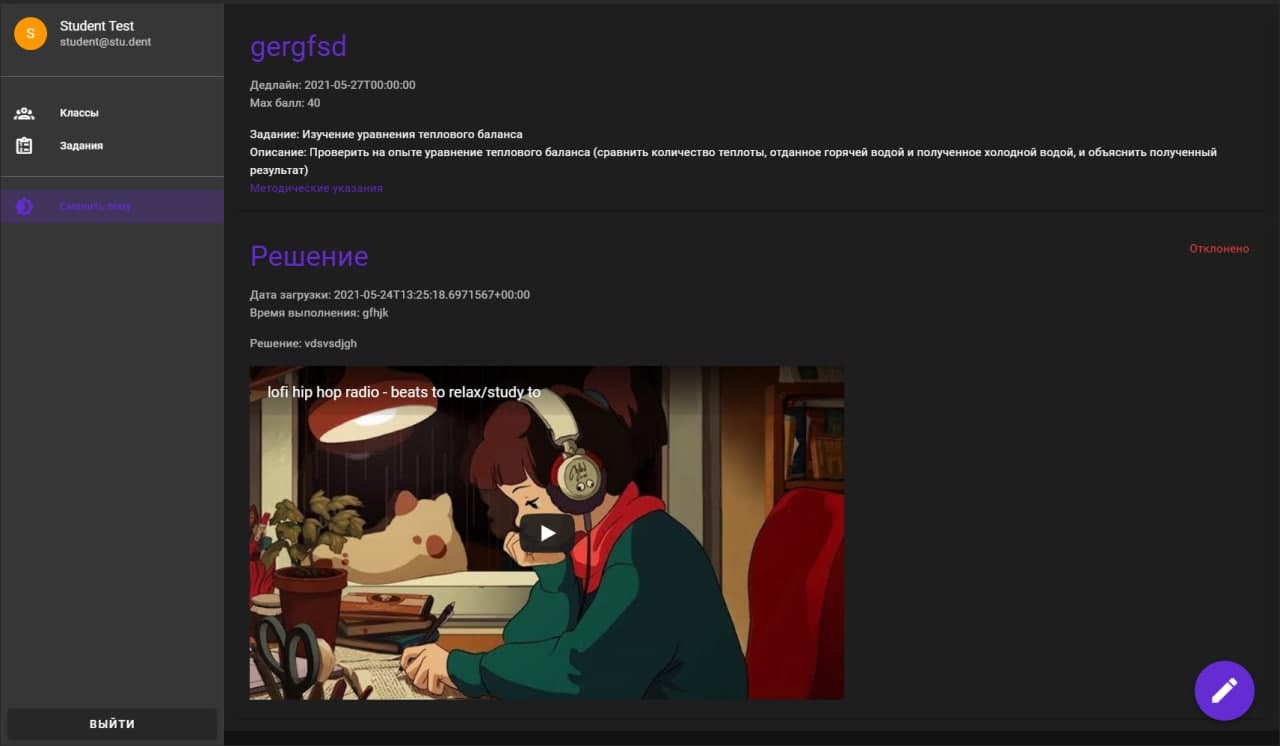 S
Student Test
student@stu.dent
Классы
Задания
Сменить тему
ВЫЙТИ
gergfsd
Дедлайн: 2021-05-27T00:00:00
Мах балл: 40
Задание: Изучение уравнения теплового баланса
Описание: Проверить на опыте уравнение теплового баланса (сравнить количество теплоты, отданное горячей водой и полученное холодной водой, и объяснить полученный
результат)
Методические указания
Решение
Отклонено
Дата загрузки: 2021-05-24T13:25:18.6971567+00:00
Время выполнения: gfhjk
Решение: vdsvsdjgh
lofi hip hop radio - beats to relax/study to